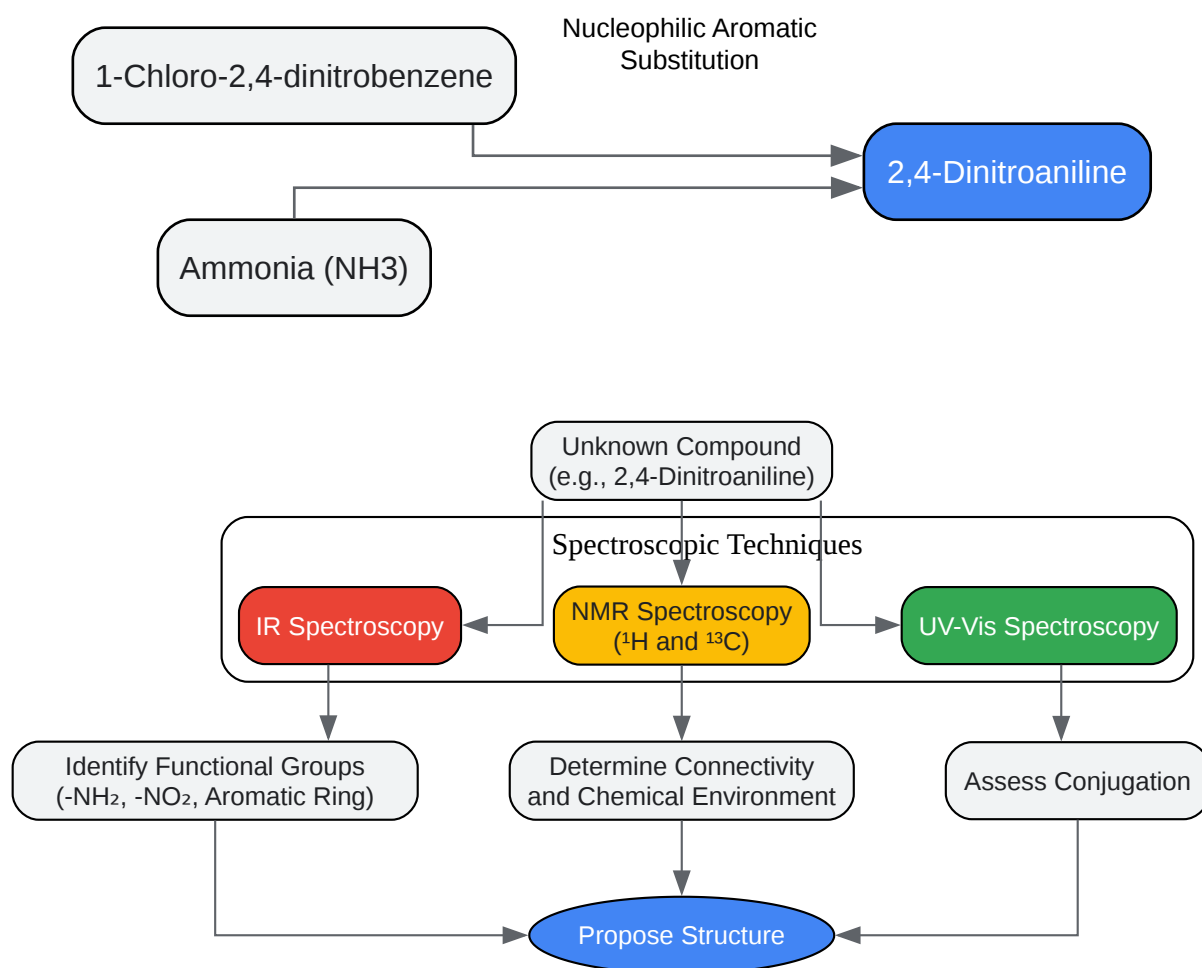 Nucleophilic Aromatic
Substitution
1-Chloro-2,4-dinitrobenzene
2,4-Dinitroaniline
Ammonia (NH3)
Unknown Compound
(e.g., 2,4-Dinitroaniline)
Spectroscopic Techniques
IR Spectroscopy
NMR Spectroscopy
(¹H and ¹³C)
UV-Vis Spectroscopy
Identify Functional Groups
(-NH₂, -NO₂, Aromatic Ring)
Determine Connectivity
and Chemical Environment
Assess Conjugation
Propose Structure